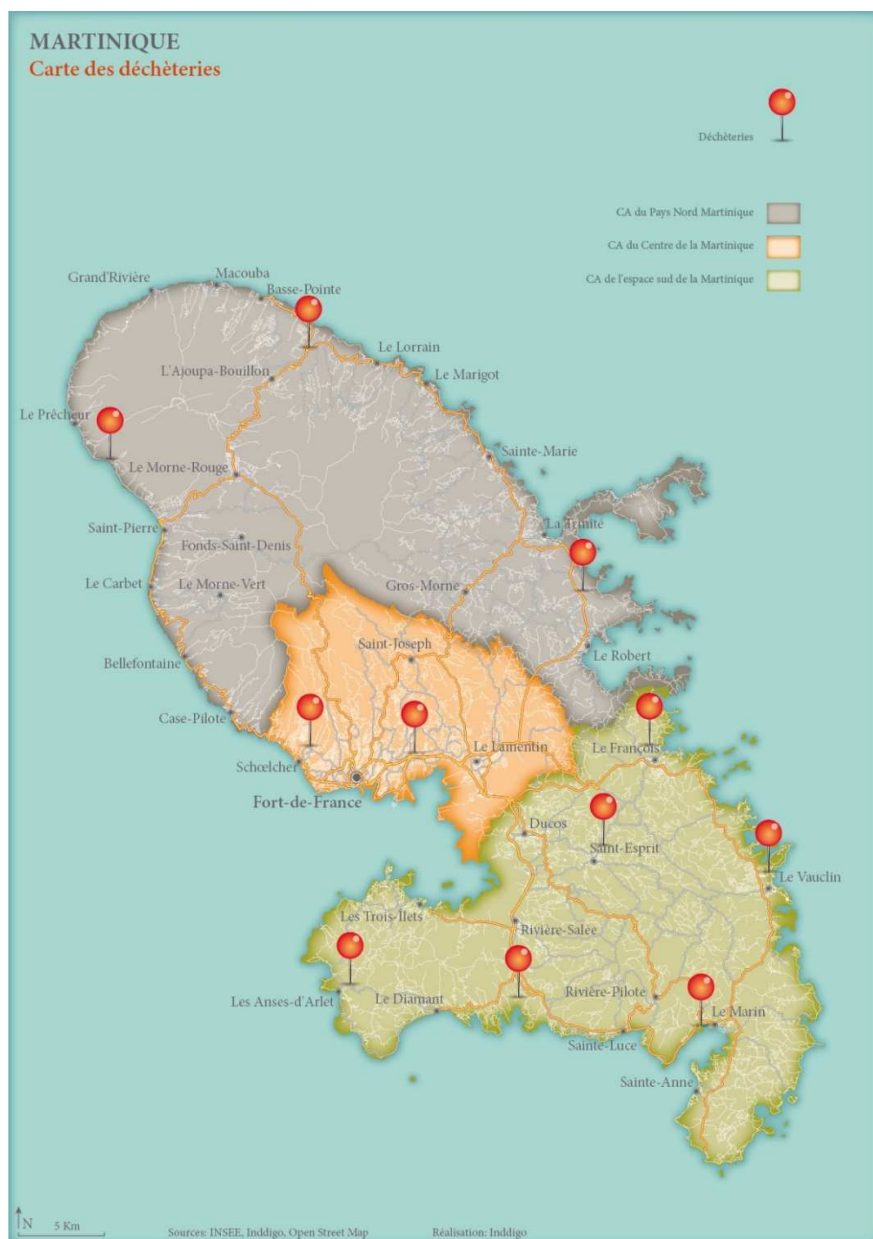 MARTINIQUE
Carte des déchèteries
Déchèteries
CA du Pays Nord Martinique
CA du Centre de la Martinique
CA de l'espace sud de la Martinique
Macouba
Grand'Rivière
Basse-Pointe
Le Lorrain
L'Ajoupa-Bouillon
Le Marigot
Le Prêcheur
Sainte-Marie
Le Morne-Rouge
La Trinité
Saint-Pierre
Fonds-Saint-Denis
Le Carbet
Le Morne-Vert
Gros-Morne
Saint-Joseph
Le Robert
Bellefontaine
Case-Pilote
Le Lamentin
Le François
Schœlcher
Fort-de-France
Ducos
Saint-Esprit
Le Vauclin
Les Trois-Îlets
Rivière-Salée
Les Anses-d'Arlet
Le Diamant
Rivière-Pilote
Le Marin
Sainte-Luce
Sainte-Anne
N
5 Km
Sources: INSEE, Inddigo, Open Street Map
Réalisation: Inddigo